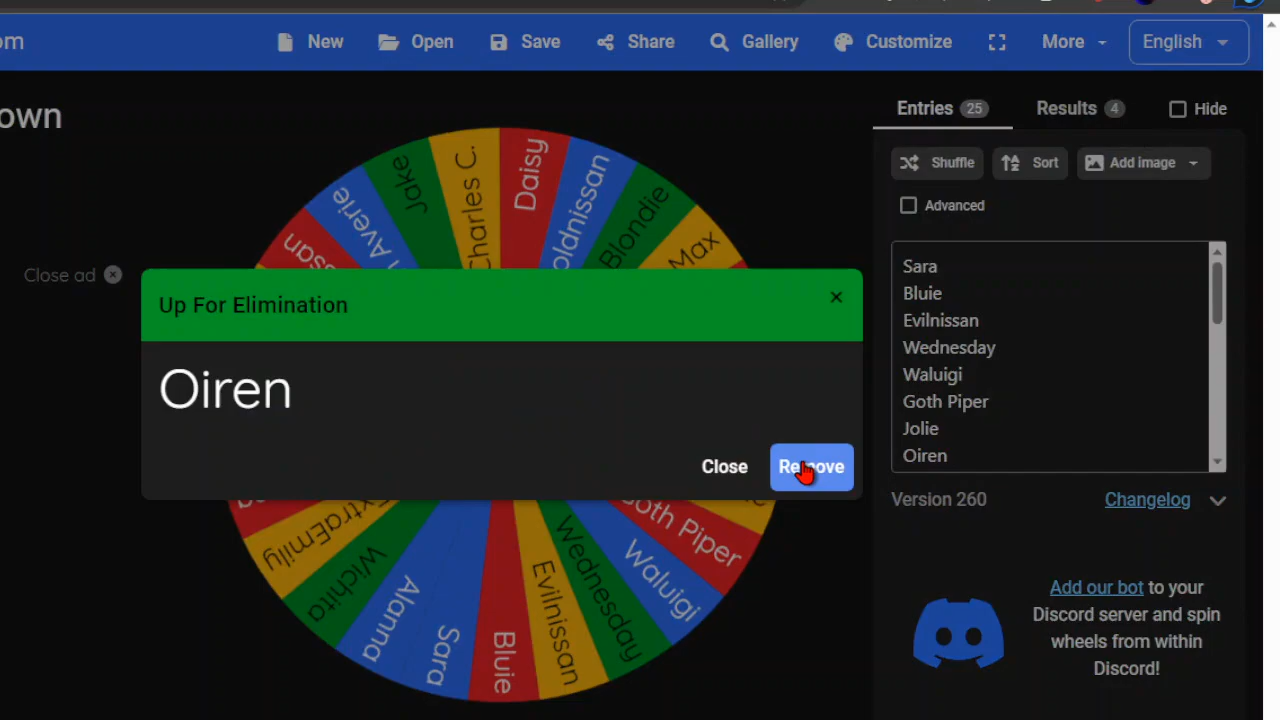 om
New
Open
Save
Share
Gallery
Customize
More
English
own
Entries 25
Results 4
Hide
Shuffle
Sort
Add image
Advanced
Close ad
Averie
Jake
Charles C.
Daisy
oldnissan
Blondie
Max
Up For Elimination
Oiren
Close
Remove
Sara
Bluie
Evilnissan
Wednesday
Waluigi
Goth Piper
Jolie
Oiren
Version 260
Changelog
ExtraEmily
Wichita
Alanna
Sara
Bluie
Evilnissan
Wednesday
Waluigi
Goth Piper
Add our bot to your
Discord server and spin
wheels from within
Discord!